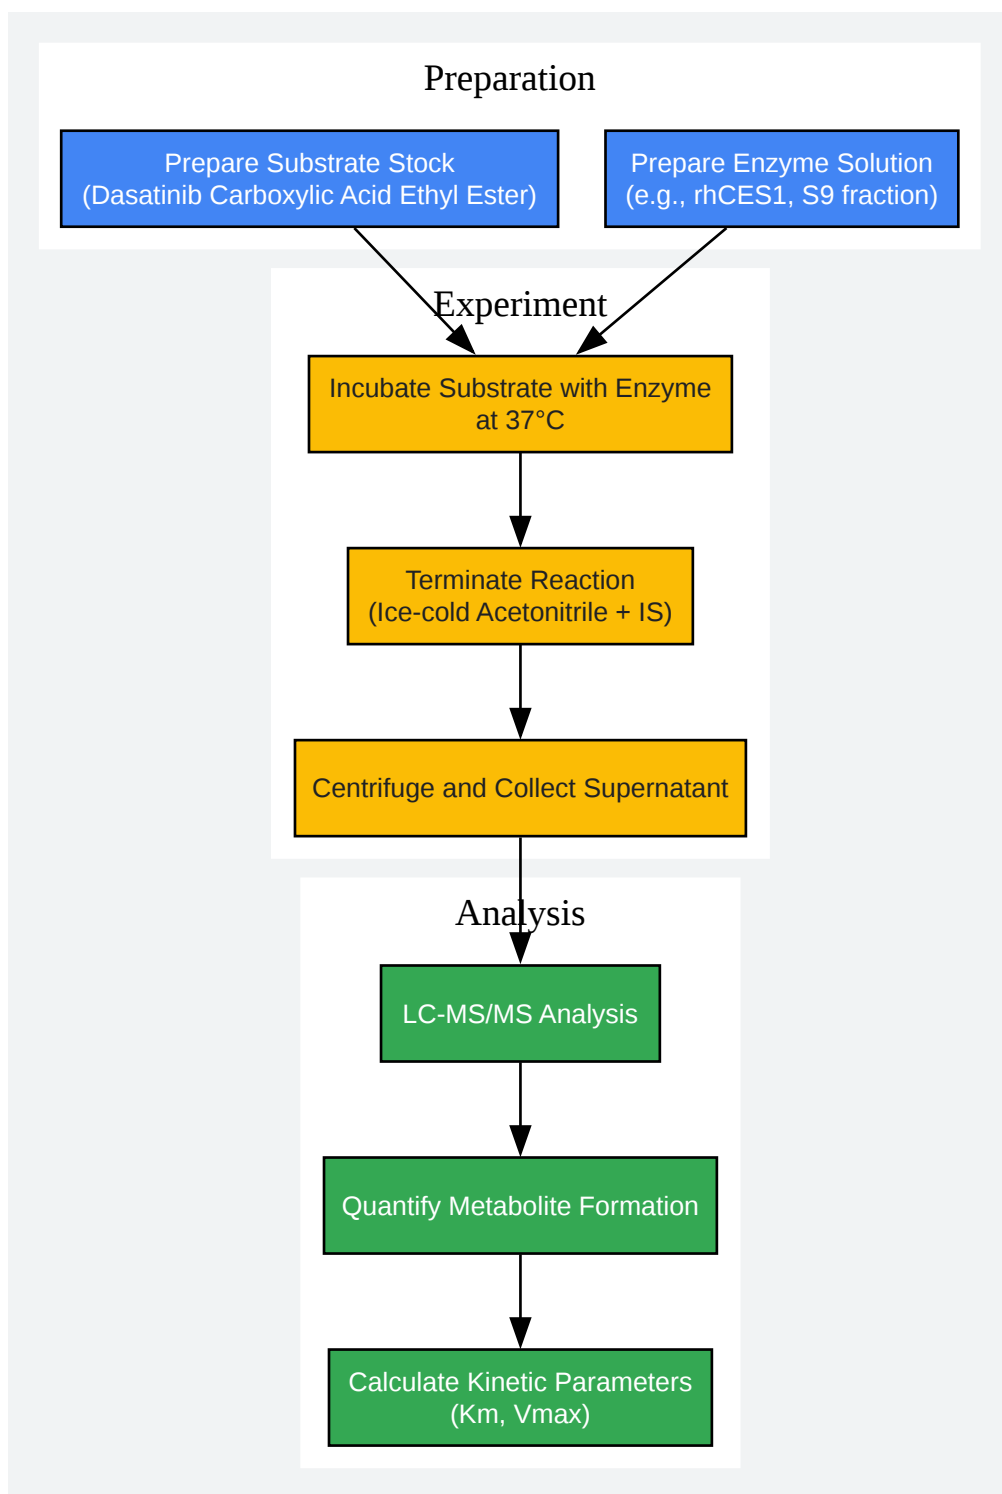 Preparation
Prepare Substrate Stock
(Dasatinib Carboxylic Acid Ethyl Ester)
Prepare Enzyme Solution
(e.g., rhCES1, S9 fraction)
Experiment
Incubate Substrate with Enzyme
at 37°C
Terminate Reaction
(Ice-cold Acetonitrile + IS)
Centrifuge and Collect Supernatant
Analysis
LC-MS/MS Analysis
Quantify Metabolite Formation
Calculate Kinetic Parameters
(Km, Vmax)